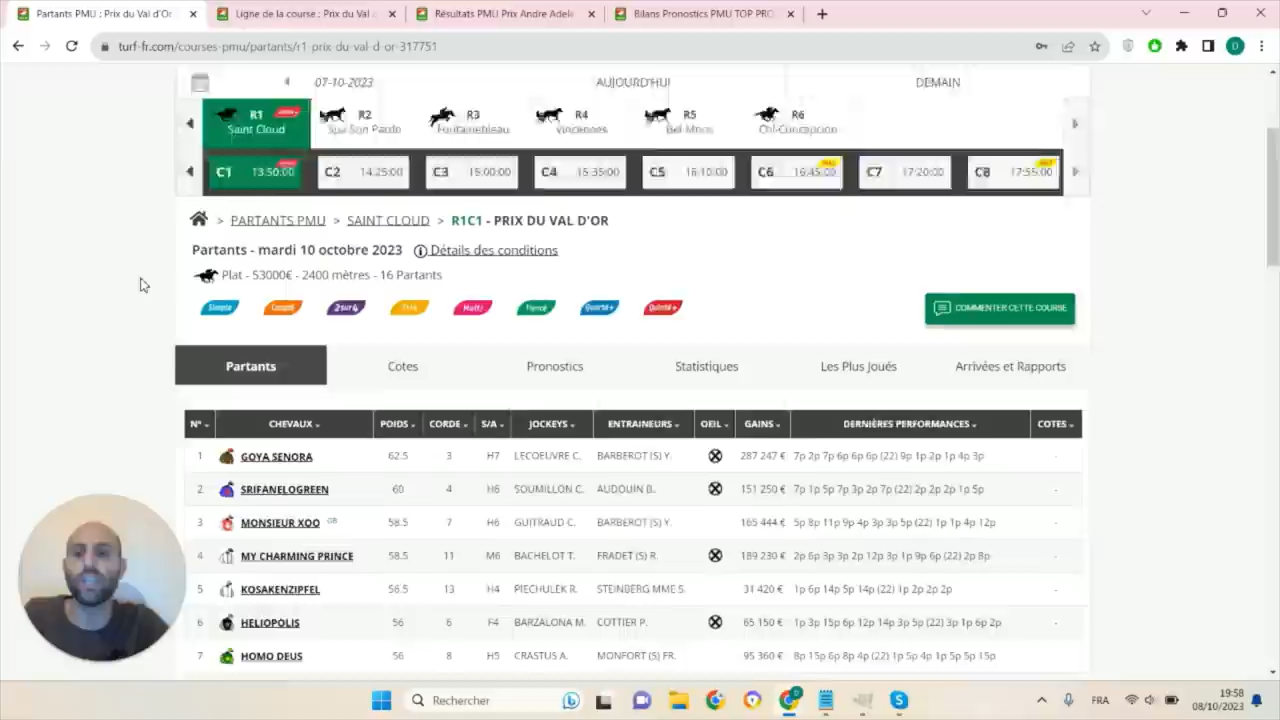 Partants PMU : Prix du Val d'Or
Ligne de la course : Prix du Val
Résultats PMU Prix Andre Adele
Bilans Pronostics PMU TOP PRO
turf-fr.com/courses-pmu/partants/r1-prix-du-val-d-or-317751
D
07-10-2023 AUJOURD'HUI DEMAIN
R1 R2 R3 R4 R5 R6
Saint Cloud Fontainebleau Vincennes
C1 13:50:00 C2 14:25:00 C3 15:00:00 C4 15:35:00 C5 16:10:00 C6 16:45:00 C7 17:20:00 C8 17:55:00
> PARTANTS PMU > SAINT CLOUD > R1C1 - PRIX DU VAL D'OR
Partants - mardi 10 octobre 2023 Détails des conditions
Plat - 53000€ - 2400 mètres - 16 Partants
Simple Couplé 2sur4 Trio Multi Tiercé Quarté+ Quinté+
COMMENTER CETTE COURSE
Partants Cotes Pronostics Statistiques Les Plus Joués Arrivées et Rapports
N° CHEVAUX POIDS CORDE S/A JOCKEYS ENTRAINEURS OEIL GAINS DERNIÈRES PERFORMANCES COTES
1 GOYA SENORA 62.5 3 H7 LECOEUVRE C. BARBEROT (S) Y. 287 247 € 7p 2p 7p 6p 6p 6p (22) 9p 1p 2p 1p 4p 3p -
2 SRIFANELOGREEN 60 4 H6 SOUMILLON C. AUDOUIN B. 151 250 € 7p 1p 5p 7p 3p 2p 7p (22) 2p 2p 2p 1p 5p -
3 MONSIEUR XOO GB 58.5 7 H6 GUITRAUD C. BARBEROT (S) Y. 165 444 € 5p 8p 11p 9p 4p 3p 3p 5p (22) 1p 1p 4p 12p -
4 MY CHARMING PRINCE 58.5 11 M6 BACHELOT T. FRADET (S) R. 189 230 € 2p 6p 3p 3p 2p 12p 3p 1p 9p 6p (22) 2p 8p -
5 KOSAKENZIPFEL 56.5 13 H4 PIECHULEK R. STEINBERG MME S. 31 420 € 1p 6p 14p 5p 14p (22) 1p 2p 2p 2p -
6 HELIOPOLIS 56 6 F4 BARZALONA M. COTTIER P. 65 150 € 1p 3p 15p 6p 12p 14p 3p 5p (22) 3p 1p 6p 2p -
7 HOMO DEUS 56 8 H5 CRASTUS A. MONFORT (S) FR. 95 360 € 8p 15p 6p 8p 4p (22) 1p 5p 4p 1p 5p 5p 15p -
Rechercher
FRA
19:58
08/10/2023